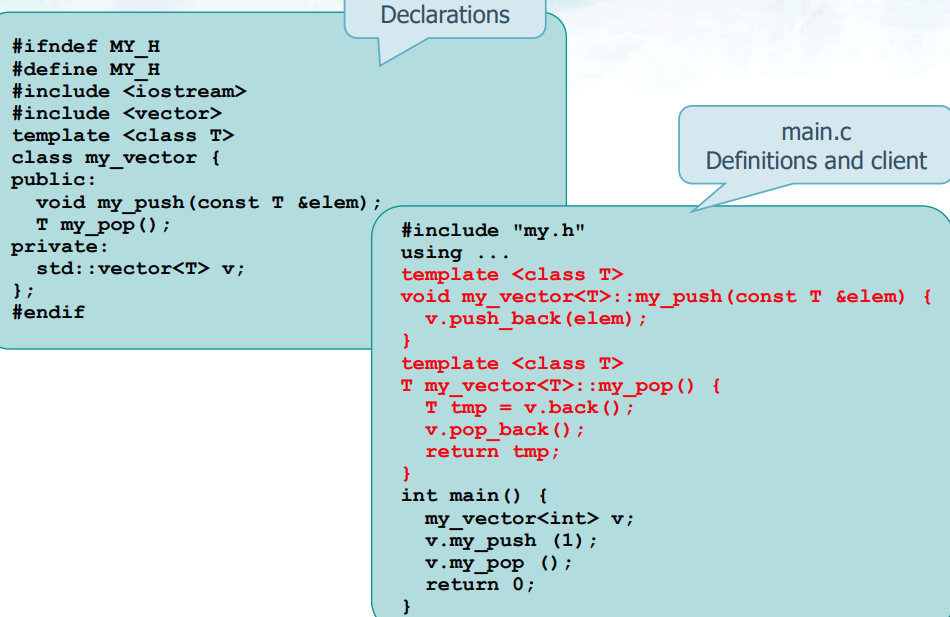 Declarations
#ifndef MY_H
#define MY_H
#include <iostream>
#include <vector>
template <class T>
class my_vector {
public:
  void my_push(const T &elem);
  T my_pop();
private:
  std::vector<T> v;
};
#endif
main.c
Definitions and client
#include "my.h"
using ...
template <class T>
void my_vector<T>::my_push(const T &elem) {
  v.push_back(elem);
}
template <class T>
T my_vector<T>::my_pop() {
  T tmp = v.back();
  v.pop_back();
  return tmp;
}
int main() {
  my_vector<int> v;
  v.my_push (1);
  v.my_pop ();
  return 0;
}